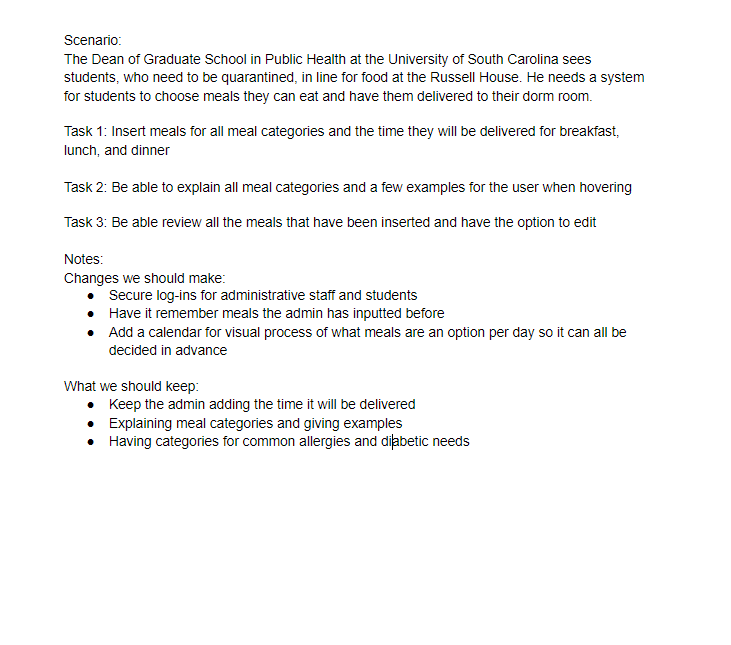 Scenario:
The Dean of Graduate School in Public Health at the University of South Carolina sees
students, who need to be quarantined, in line for food at the Russell House. He needs a system
for students to choose meals they can eat and have them delivered to their dorm room.
Task 1: Insert meals for all meal categories and the time they will be delivered for breakfast,
lunch, and dinner
Task 2: Be able to explain all meal categories and a few examples for the user when hovering
Task 3: Be able review all the meals that have been inserted and have the option to edit
Notes:
Changes we should make:
● Secure log-ins for administrative staff and students
● Have it remember meals the admin has inputted before
● Add a calendar for visual process of what meals are an option per day so it can all be
decided in advance
What we should keep:
● Keep the admin adding the time it will be delivered
● Explaining meal categories and giving examples
● Having categories for common allergies and diabetic needs